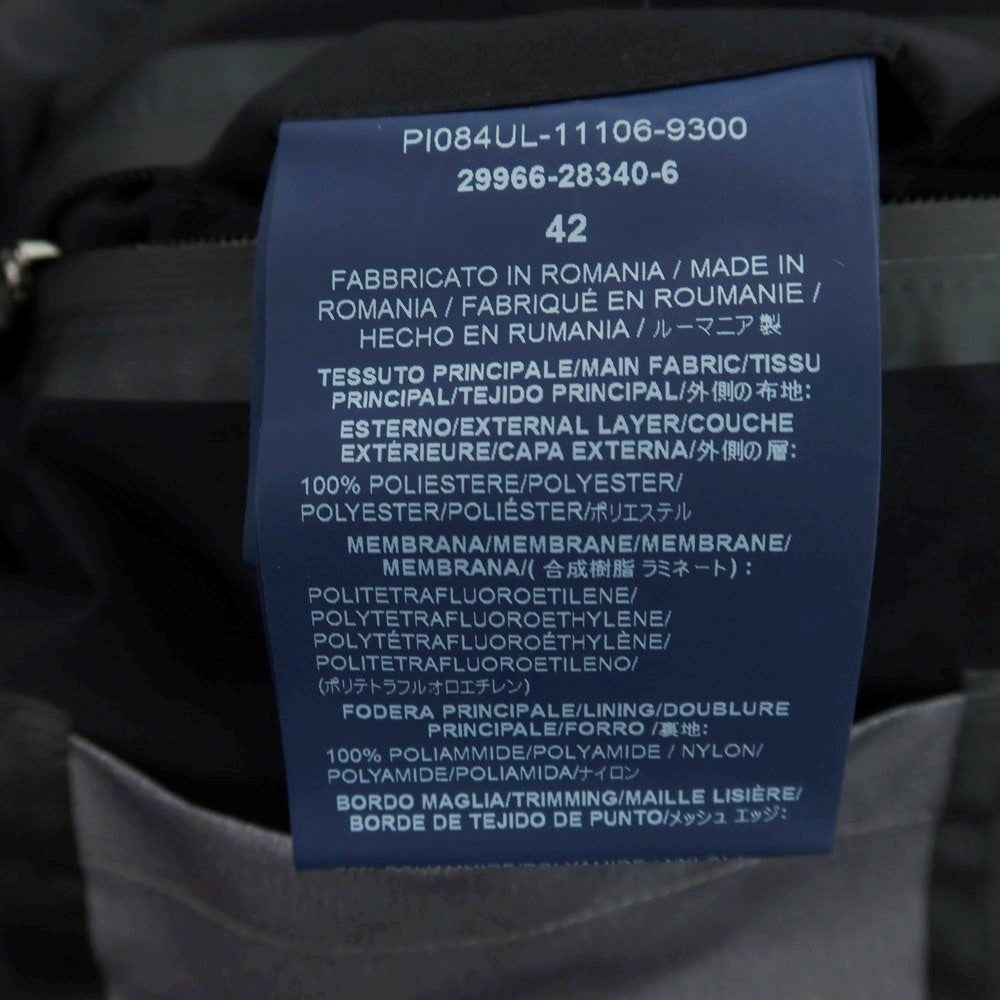 PI084UL-11106-9300
29966-28340-6
42
FABBRICATO IN ROMANIA / MADE IN
ROMANIA / FABRIQUÉ EN ROUMANIE /
HECHO EN RUMANIA / ルーマニア製
TESSUTO PRINCIPALE/MAIN FABRIC/TISSU
PRINCIPAL/TEJIDO PRINCIPAL/外側の布地:
ESTERNO/EXTERNAL LAYER/COUCHE
EXTÉRIEURE/CAPA EXTERNA/外側の層:
100% POLIESTERE/POLYESTER/
POLYESTER/POLIÉSTER/ポリエステル
MEMBRANA/MEMBRANE/MEMBRANE/
MEMBRANA/( 合成樹脂 ラミネート) :
POLITETRAFLUOROETILENE/
POLYTETRAFLUOROETHYLENE/
POLYTÉTRAFLUOROÉTHYLÈNE/
POLITETRAFLUOROETILENO/
(ポリテトラフルオロエチレン)
FODERA PRINCIPALE/LINING/DOUBLURE
PRINCIPALE/FORRO /裏地:
100% POLIAMMIDE/POLYAMIDE / NYLON/
POLYAMIDE/POLIAMIDA/ナイロン
BORDO MAGLIA/TRIMMING/MAILLE LISIÈRE/
BORDE DE TEJIDO DE PUNTO/メッシュ エッジ: